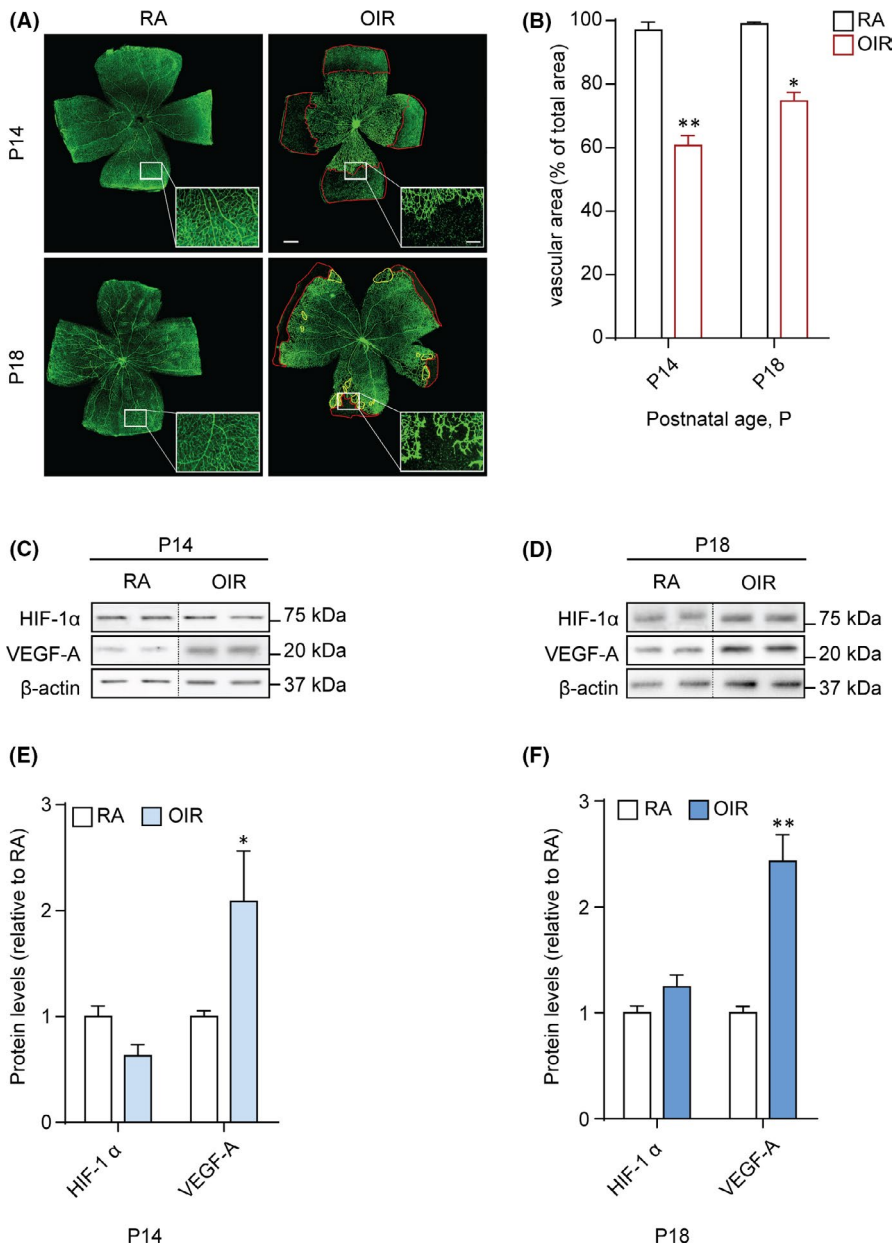 (A)
RA
OIR
P14
P18
(B)
RA
OIR
vascular area (% of total area)
100
80
60
40
20
0
**
*
P14
P18
Postnatal age, P
(C)
P14
RA
OIR
HIF-1α
75 kDa
VEGF-A
20 kDa
β-actin
37 kDa
(D)
P18
RA
OIR
HIF-1α
75 kDa
VEGF-A
20 kDa
β-actin
37 kDa
(E)
Protein levels (relative to RA)
3
2
1
0
RA
OIR
*
HIF-1 α
VEGF-A
P14
(F)
Protein levels (relative to RA)
3
2
1
0
RA
OIR
**
HIF-1 α
VEGF-A
P18